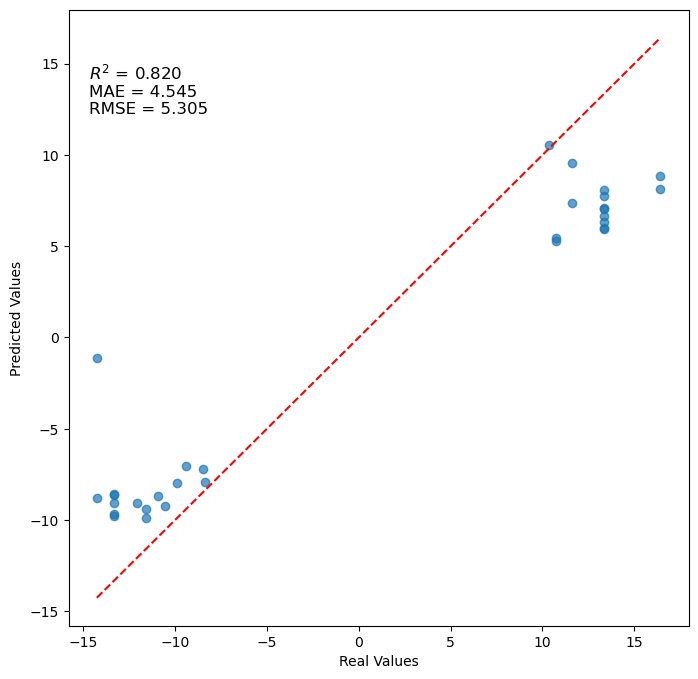 R² = 0.820
MAE = 4.545
RMSE = 5.305
15
10
5
0
−5
−10
−15
Predicted Values
−15 −10 −5 0 5 10 15
Real Values